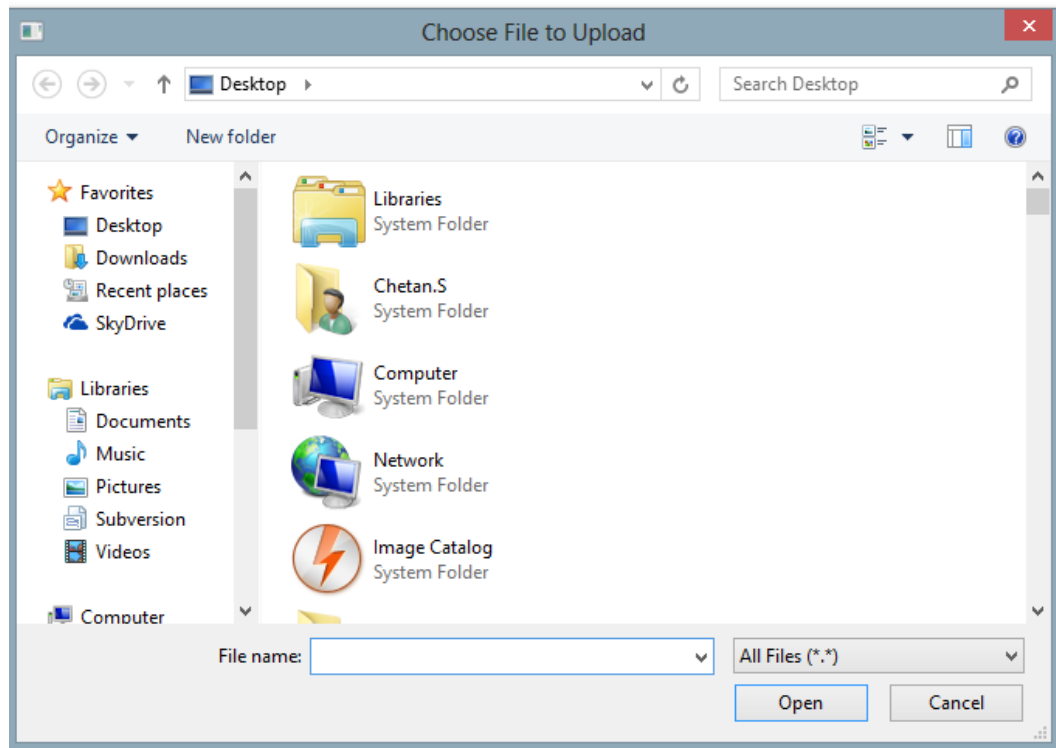 Choose File to Upload
Desktop
Search Desktop
Organize
New folder
Favorites
Desktop
Downloads
Recent places
SkyDrive
Libraries
Documents
Music
Pictures
Subversion
Videos
Computer
Libraries
System Folder
Chetan.S
System Folder
Computer
System Folder
Network
System Folder
Image Catalog
System Folder
File name:
All Files (*.*)
Open
Cancel